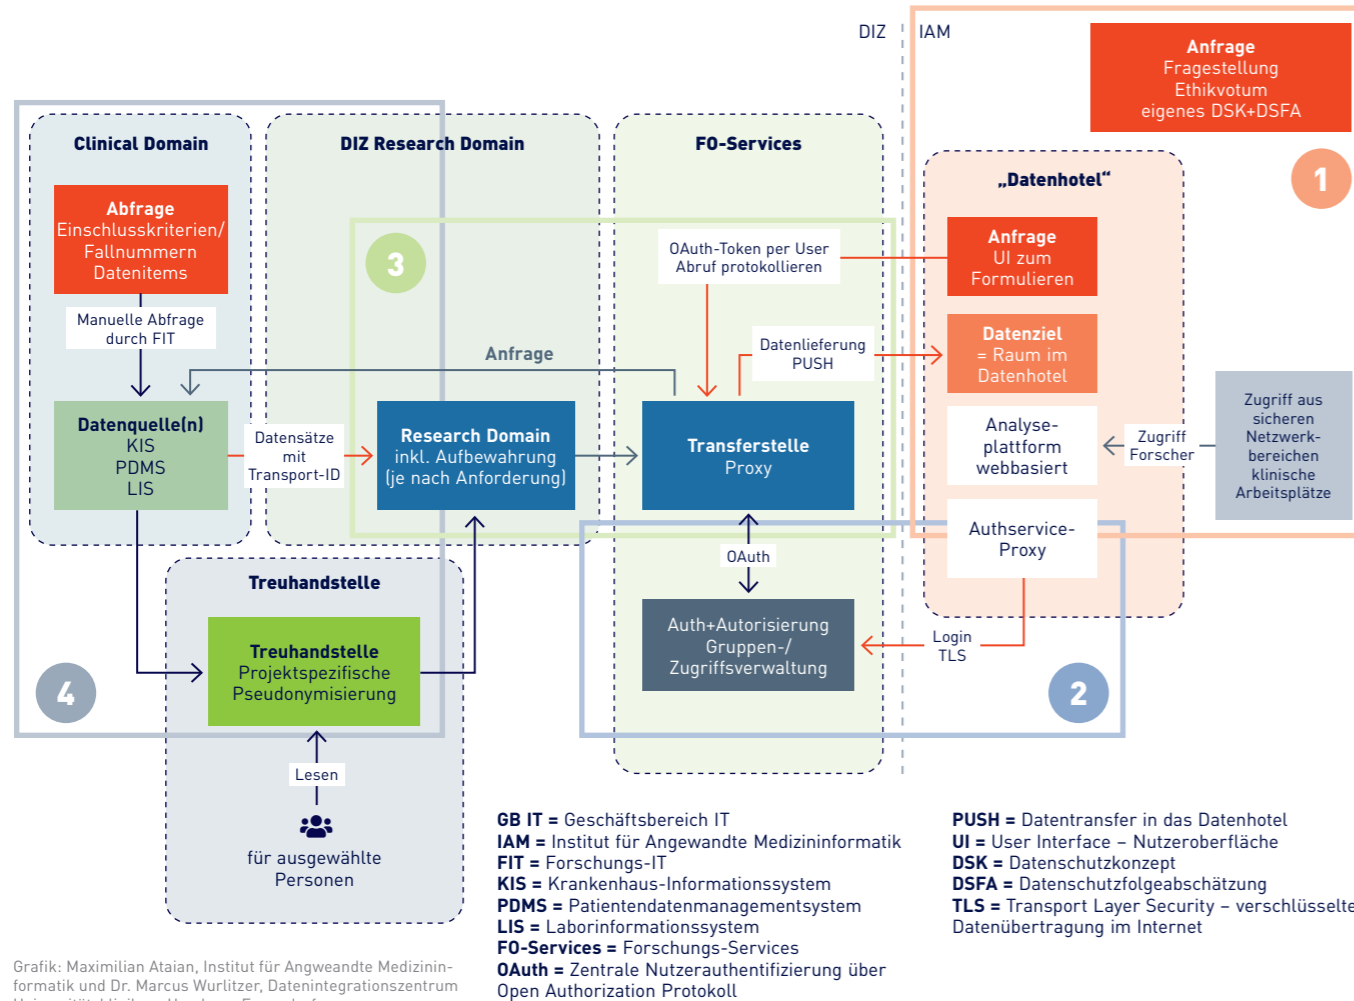 DIZ
IAM
Anfrage
Fragestellung
Ethikvotum
eigenes DSK+DSFA
1
Clinical Domain
DIZ Research Domain
FO-Services
„Datenhotel“
Abfrage
Einschlusskriterien/
Fallnummern
Datenitems
3
OAuth-Token per User
Abruf protokollieren
Anfrage
UI zum
Formulieren
Manuelle Abfrage
durch FIT
Anfrage
Datenlieferung
PUSH
Datenziel
= Raum im
Datenhotel
Datenquelle(n)
KIS
PDMS
LIS
Datensätze
mit
Transport-ID
Research Domain
inkl. Aufbewahrung
(je nach Anforderung)
Transferstelle
Proxy
Analyse-
plattform
webbasiert
Zugriff
Forscher
Zugriff aus
sicheren
Netzwerk-
bereichen
klinische
Arbeitsplätze
Authservice-
Proxy
OAuth
Treuhandstelle
Treuhandstelle
Projektspezifische
Pseudonymisierung
Auth+Autorisierung
Gruppen-/
Zugriffsverwaltung
Login
TLS
4
2
Lesen
für ausgewählte
Personen
GB IT = Geschäftsbereich IT
IAM = Institut für Angewandte Medizininformatik
FIT = Forschungs-IT
KIS = Krankenhaus-Informationssystem
PDMS = Patientendatenmanagementsystem
LIS = Laborinformationssystem
FO-Services = Forschungs-Services
OAuth = Zentrale Nutzerauthentifizierung über
Open Authorization Protokoll
PUSH = Datentransfer in das Datenhotel
UI = User Interface – Nutzeroberfläche
DSK = Datenschutzkonzept
DSFA = Datenschutzfolgeabschätzung
TLS = Transport Layer Security – verschlüsselte
Datenübertragung im Internet
Grafik: Maximilian Ataian, Institut für Angweandte Medizinin-
formatik und Dr. Marcus Wurlitzer, Datenintegrationszentrum